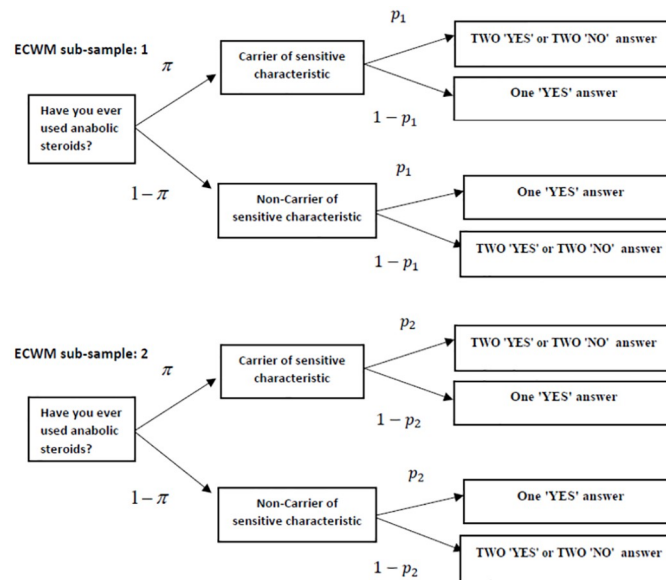 p₁
ECWM sub-sample: 1
π
Carrier of sensitive
characteristic
TWO 'YES' or TWO 'NO' answer
One 'YES' answer
1 − p₁
Have you ever
used anabolic
steroids?
1−π
p₁
Non-Carrier of
sensitive characteristic
One 'YES' answer
TWO 'YES' or TWO 'NO' answer
1 − p₁
p₂
ECWM sub-sample: 2
π
Carrier of sensitive
characteristic
TWO 'YES' or TWO 'NO' answer
One 'YES' answer
1 − p₂
Have you ever
used anabolic
steroids?
1−π
p₂
Non-Carrier of
sensitive characteristic
One 'YES' answer
TWO 'YES' or TWO 'NO' answer
1 − p₂